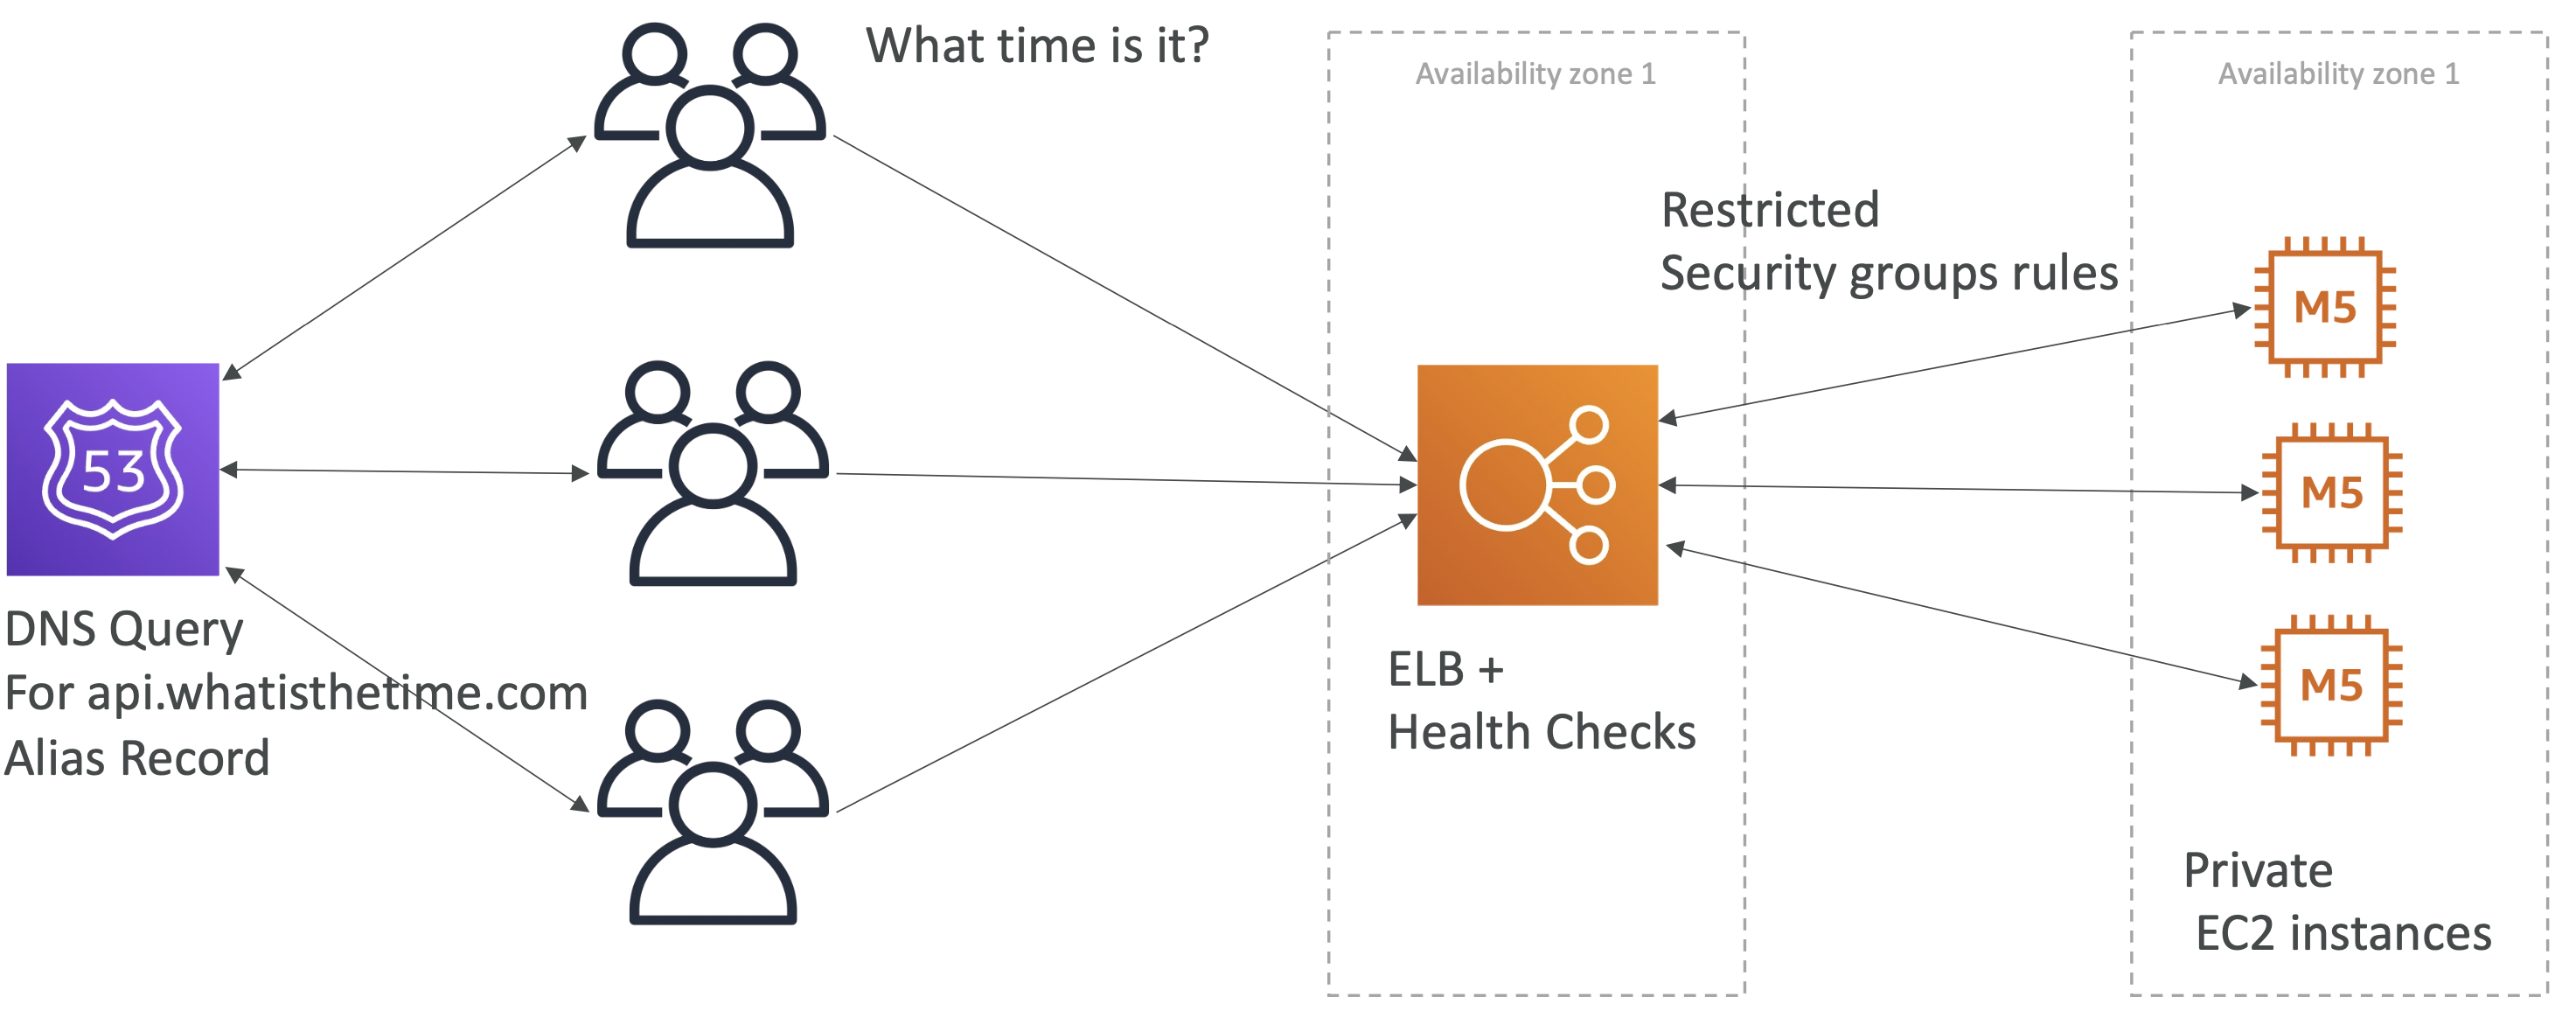 What time is it?
Availability zone 1
Availability zone 1
Restricted
Security groups rules
M5
53
M5
DNS Query
For api.whatisthetime.com
Alias Record
ELB +
Health Checks
M5
Private
EC2 instances